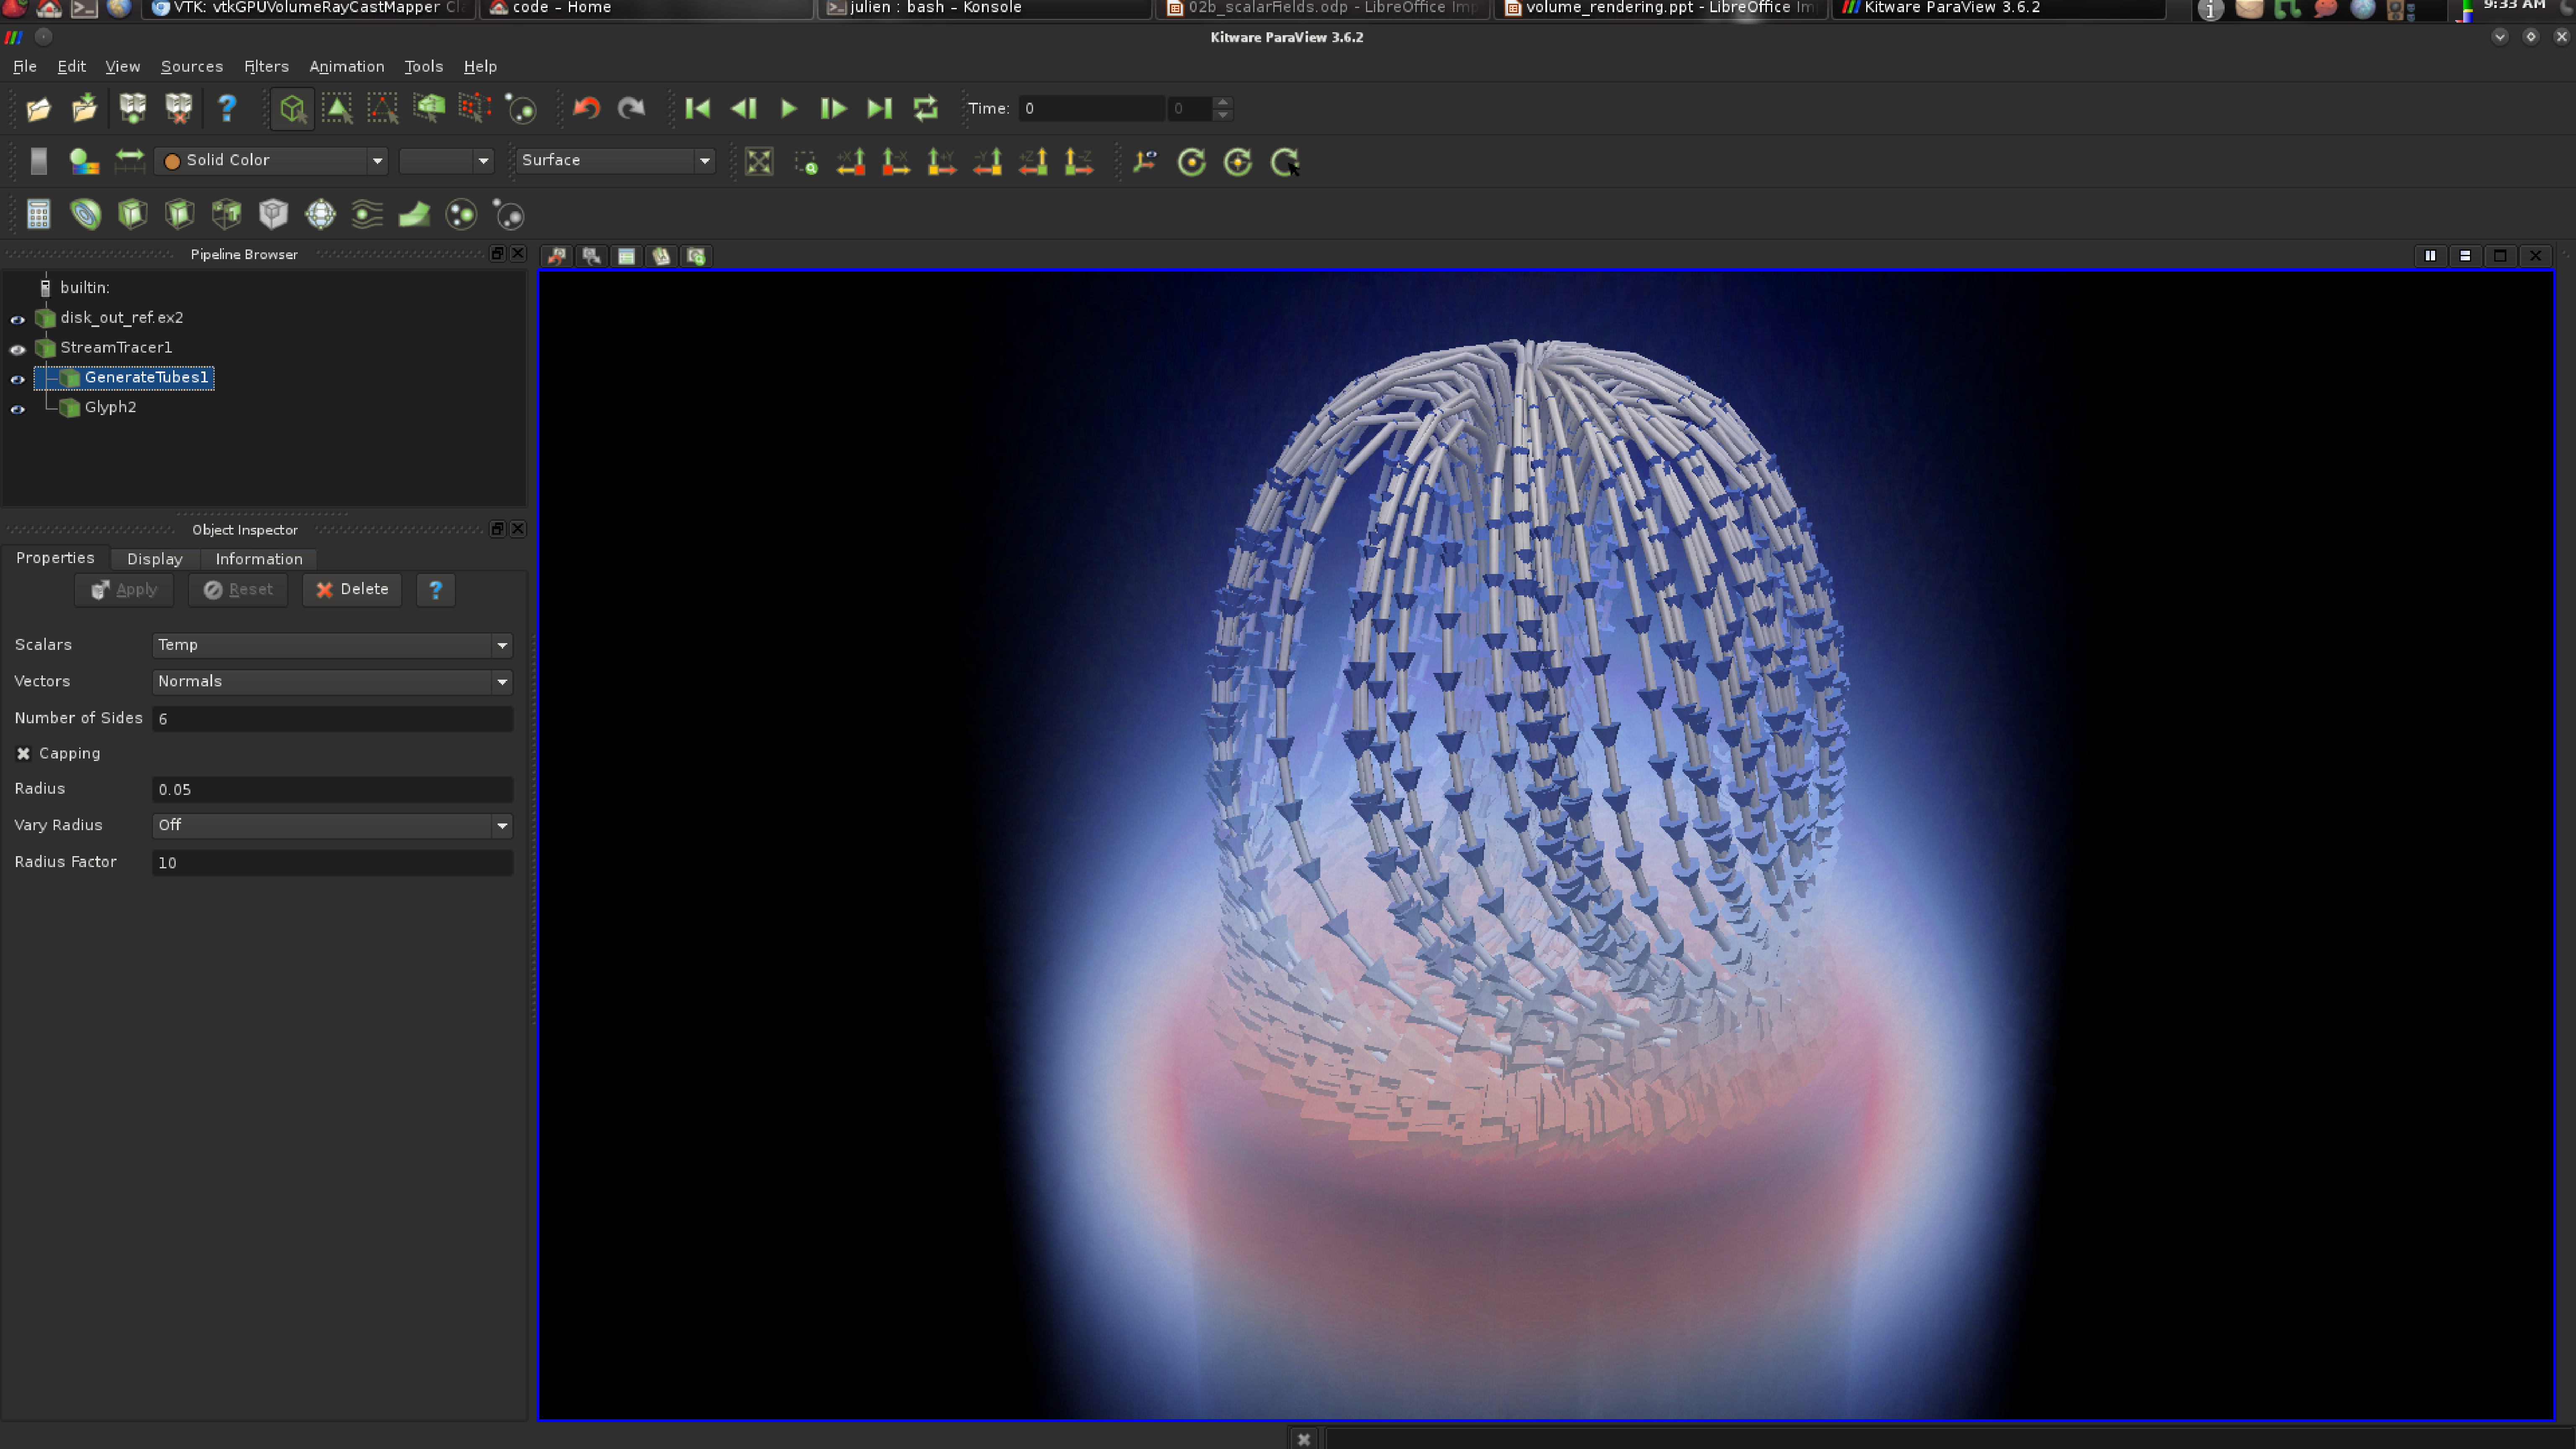 VTK: vtkGPUVolumeRayCastMapper Cl
code – Home
julien : bash – Konsole
02b_scalarFields.odp - LibreOffice Imp
volume_rendering.ppt - LibreOffice Im
Kitware ParaView 3.6.2
9:33 AM
Kitware ParaView 3.6.2
File Edit View Sources Filters Animation Tools Help
Time: 0 0
Solid Color
Surface
+X -X +Y -Y +Z -Z
Pipeline Browser
builtin:
disk_out_ref.ex2
StreamTracer1
GenerateTubes1
Glyph2
Object Inspector
Properties Display Information
Apply Reset Delete ?
Scalars Temp
Vectors Normals
Number of Sides 6
Capping
Radius 0.05
Vary Radius Off
Radius Factor 10